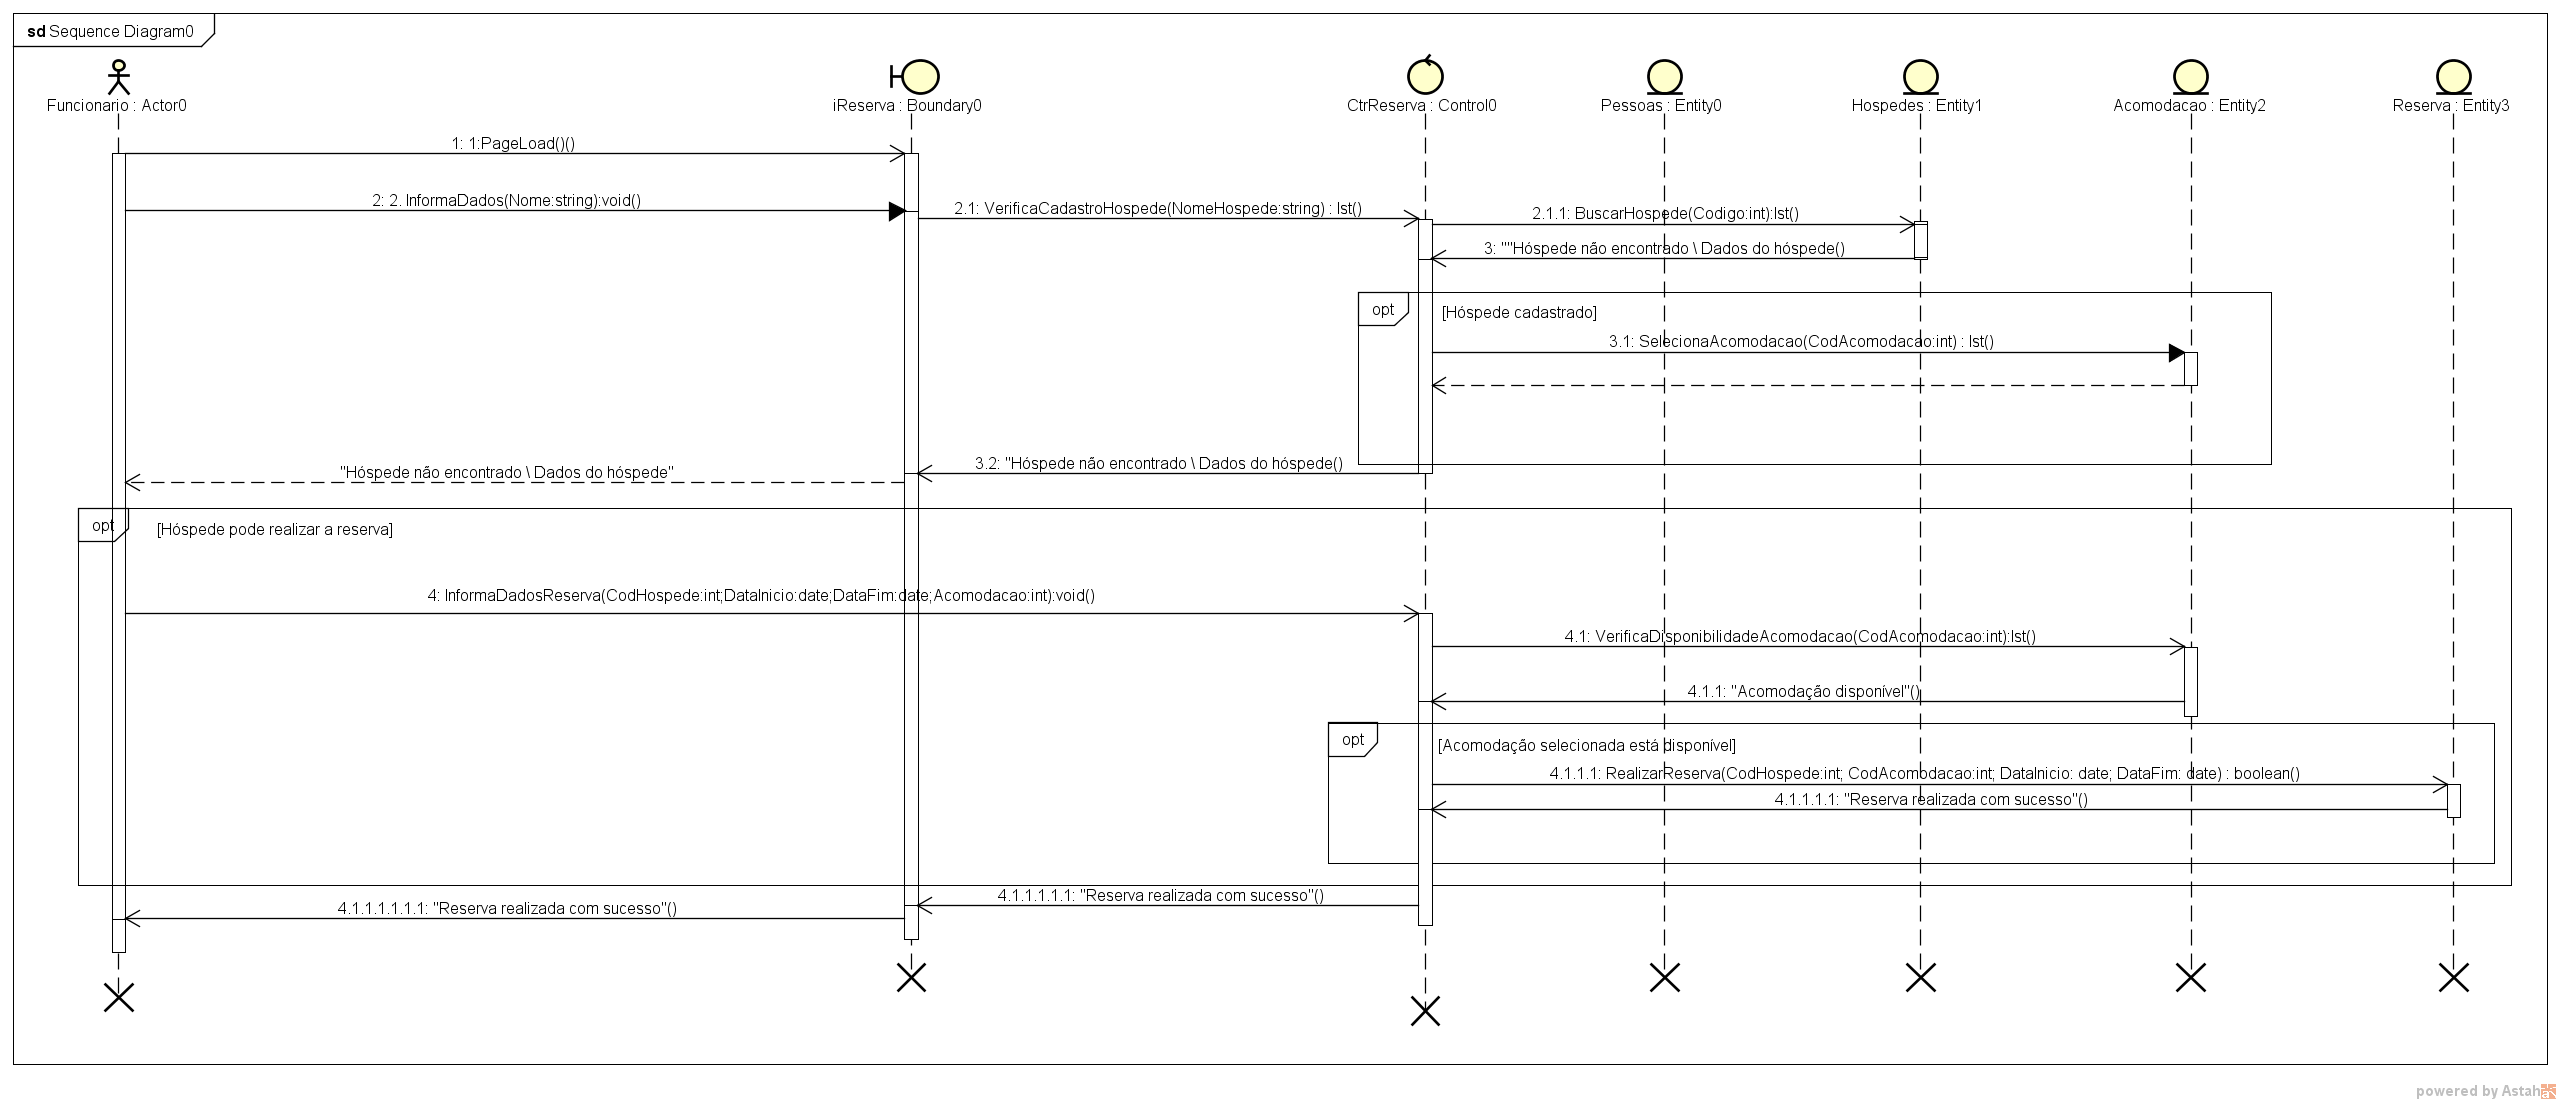 sd Sequence Diagram0
Funcionario : Actor0
iReserva : Boundary0
CtrReserva : Control0
Pessoas : Entity0
Hospedes : Entity1
Acomodacao : Entity2
Reserva : Entity3
1: 1:PageLoad()()
2: 2. InformaDados(Nome:string):void()
2.1: VerificaCadastroHospede(NomeHospede:string) : lst()
2.1.1: BuscarHospede(Codigo:int):lst()
3: ""Hóspede não encontrado \ Dados do hóspede()
opt
[Hóspede cadastrado]
3.1: SelecionaAcomodacao(CodAcomodacao:int) : lst()
3.2: "Hóspede não encontrado \ Dados do hóspede()
"Hóspede não encontrado \ Dados do hóspede"
opt
[Hóspede pode realizar a reserva]
4: InformaDadosReserva(CodHospede:int;DataInicio:date;DataFim:date;Acomodacao:int):void()
4.1: VerificaDisponibilidadeAcomodacao(CodAcomodacao:int):lst()
4.1.1: "Acomodação disponível"()
opt
[Acomodação selecionada está disponível]
4.1.1.1: RealizarReserva(CodHospede:int; CodAcomodacao:int; DataInicio: date; DataFim: date) : boolean()
4.1.1.1.1: "Reserva realizada com sucesso"()
4.1.1.1.1.1: "Reserva realizada com sucesso"()
4.1.1.1.1.1.1: "Reserva realizada com sucesso"()
powered by Astah